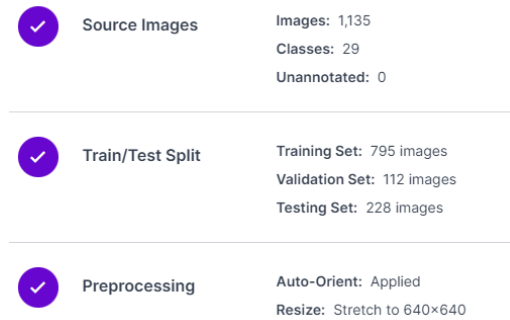 Source Images
Images: 1,135
Classes: 29
Unannotated: 0
Train/Test Split
Training Set: 795 images
Validation Set: 112 images
Testing Set: 228 images
Preprocessing
Auto-Orient: Applied
Resize: Stretch to 640×640